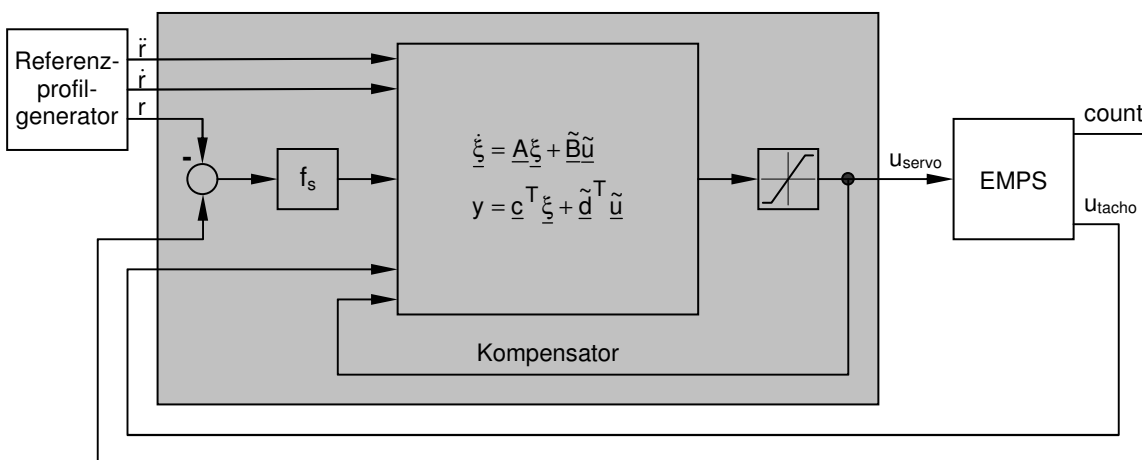 Referenz-
profil-
generator
r̈
ṙ
r
-
f_s
ξ̇ = Aξ + B̃ũ
y = c^T ξ + d̃^T ũ
Kompensator
u_servo
EMPS
count
u_tacho